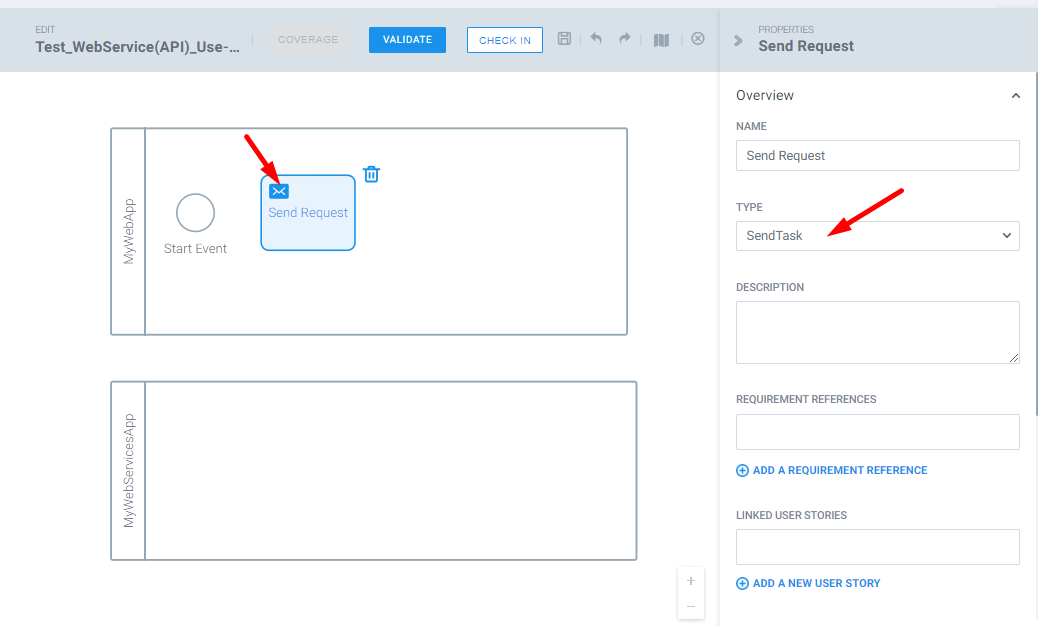 EDIT
Test_WebService(API)_Use-...
COVERAGE
VALIDATE
CHECK IN
PROPERTIES
Send Request
Overview
NAME
Send Request
TYPE
SendTask
DESCRIPTION
REQUIREMENT REFERENCES
ADD A REQUIREMENT REFERENCE
LINKED USER STORIES
ADD A NEW USER STORY
MyWebApp
Start Event
Send Request
MyWebServicesApp
+
−